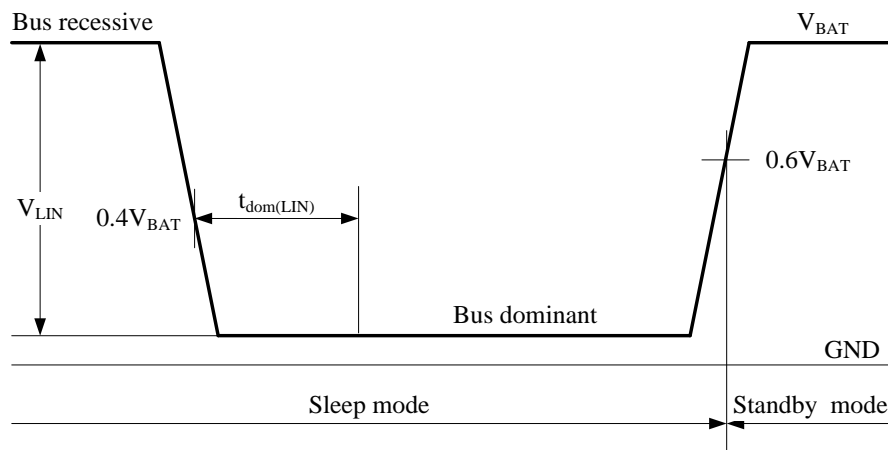 Bus recessive
V_BAT
0.6V_BAT
V_LIN
0.4V_BAT
t_dom(LIN)
Bus dominant
GND
Sleep mode
Standby mode